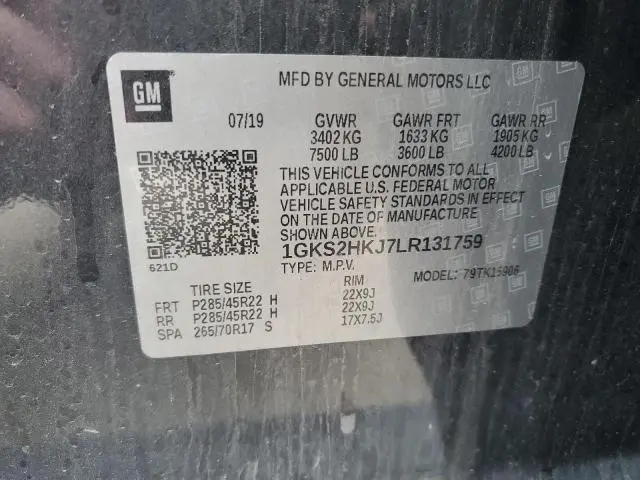 GM
MFD BY GENERAL MOTORS LLC
07/19 GVWR GAWR FRT GAWR RR
3402 KG 1633 KG 1905 KG
7500 LB 3600 LB 4200 LB
THIS VEHICLE CONFORMS TO ALL
APPLICABLE U.S. FEDERAL MOTOR
VEHICLE SAFETY STANDARDS IN EFFECT
ON THE DATE OF MANUFACTURE
SHOWN ABOVE.
1GKS2HKJ7LR131759
TYPE: M.P.V. MODEL: 79TK15906
621D
TIRE SIZE RIM
FRT P285/45R22 H 22X9J
RR P285/45R22 H 22X9J
SPA 265/70R17 S 17X7.5J